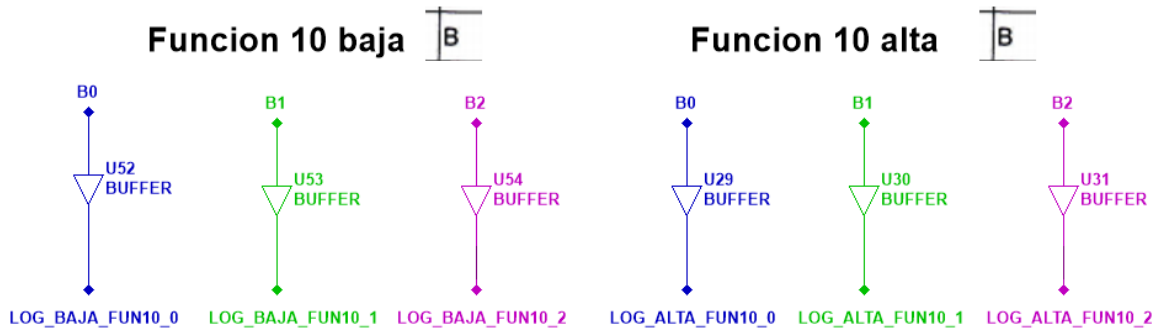 Funcion 10 baja B
Funcion 10 alta B
B0 B1 B2 B0 B1 B2
U52 BUFFER
U53 BUFFER
U54 BUFFER
U29 BUFFER
U30 BUFFER
U31 BUFFER
LOG_BAJA_FUN10_0 LOG_BAJA_FUN10_1 LOG_BAJA_FUN10_2 LOG_ALTA_FUN10_0 LOG_ALTA_FUN10_1 LOG_ALTA_FUN10_2